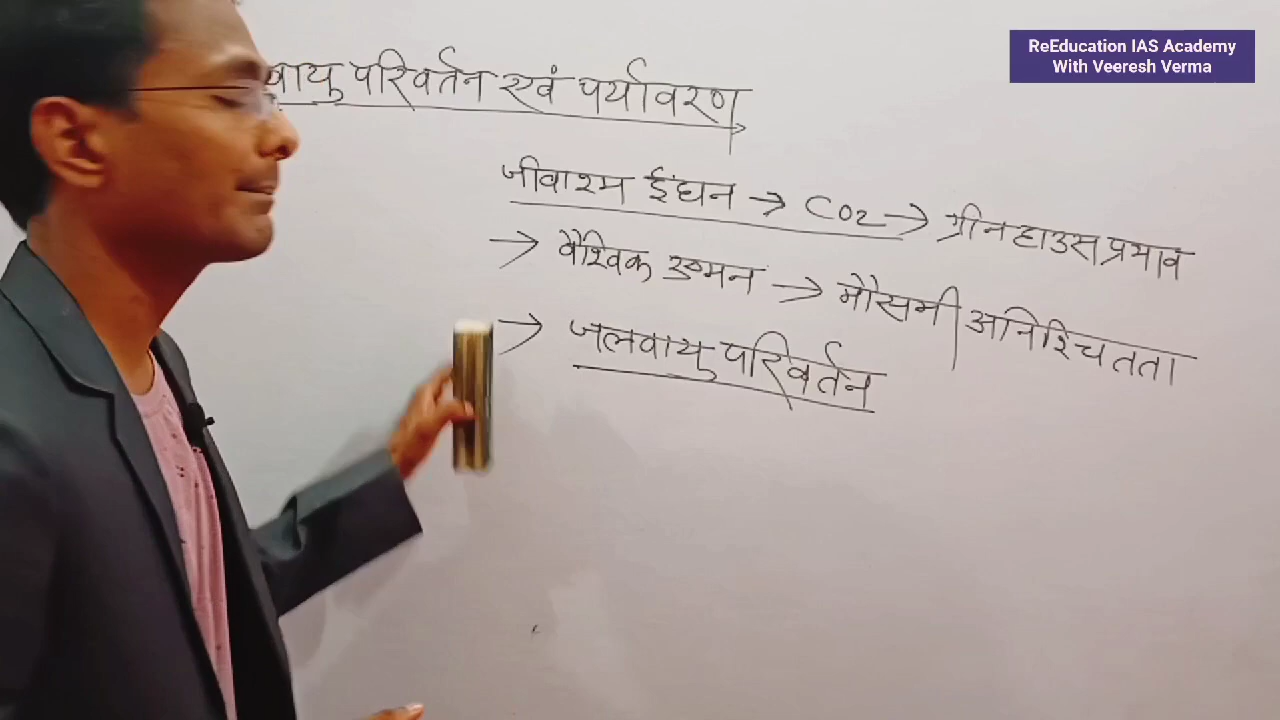 ReEducation IAS Academy
With Veeresh Verma
वायु परिवर्तन एवं पर्यावरण
जीवाश्म ईंधन → CO2 → ग्रीनहाउस प्रभाव
→ वैश्विक ऊष्मन → मौसमी अनिश्चितता
→ जलवायु परिवर्तन